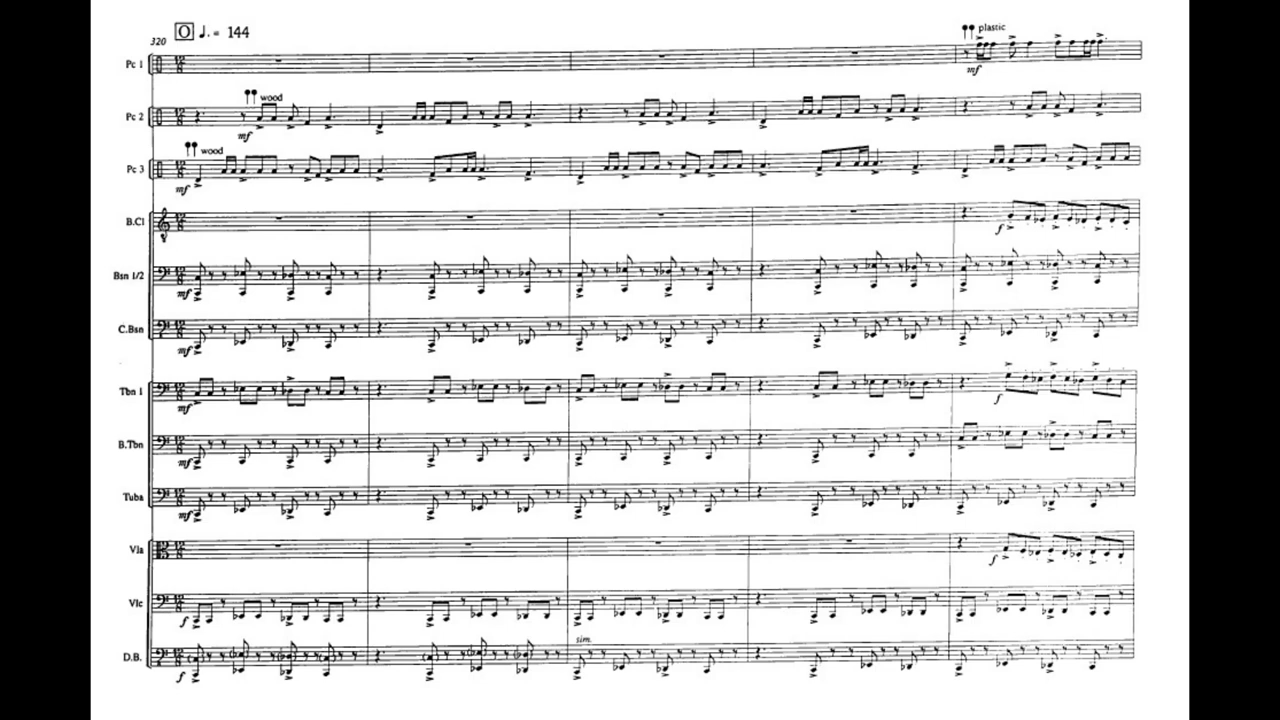 O ♩. = 144
320
plastic
Pc 1
mf
wood
Pc 2
mf
wood
Pc 3
mf
B.Cl
f
Bsn 1/2
mf
C.Bsn
mf
Tbn 1
mf
f
B.Tbn
mf
Tuba
mf
Vla
f
Vlc
f
sim.
D.B.
f